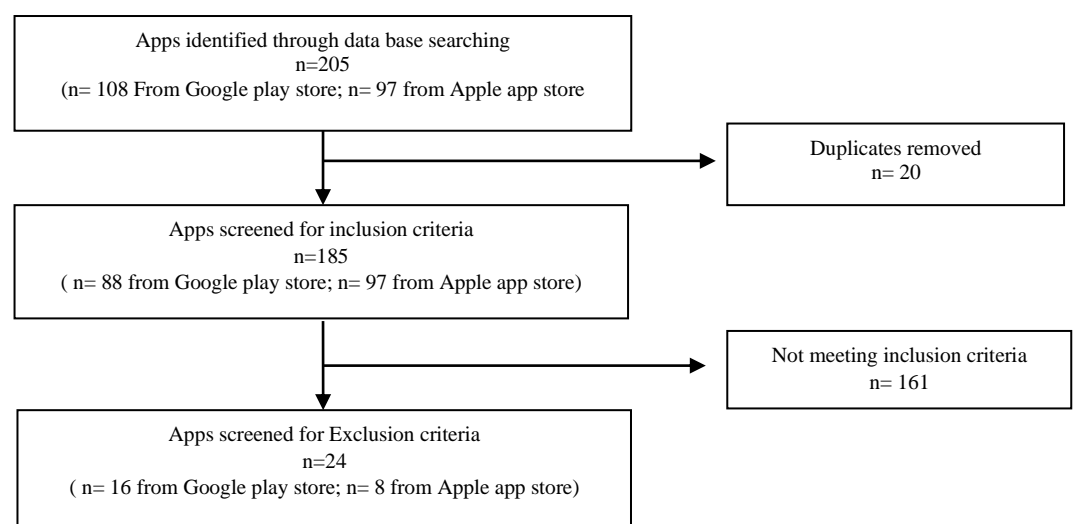 Apps identified through data base searching
n=205
(n= 108 From Google play store; n= 97 from Apple app store
Duplicates removed
n= 20
Apps screened for inclusion criteria
n=185
( n= 88 from Google play store; n= 97 from Apple app store)
Not meeting inclusion criteria
n= 161
Apps screened for Exclusion criteria
n=24
( n= 16 from Google play store; n= 8 from Apple app store)